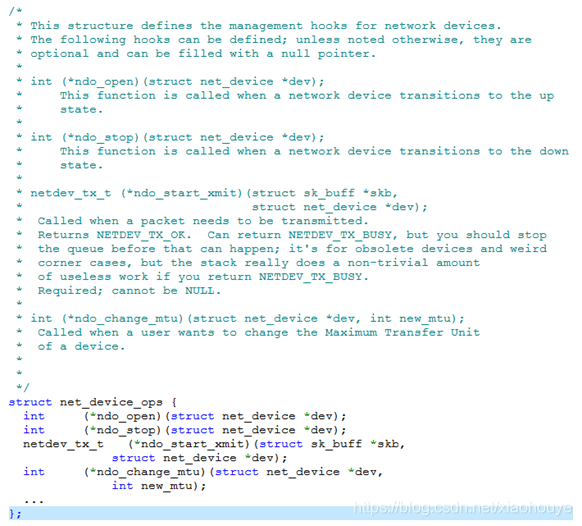 /*
 * This structure defines the management hooks for network devices.
 * The following hooks can be defined; unless noted otherwise, they are
 * optional and can be filled with a null pointer.
 *
 * int (*ndo_open)(struct net_device *dev);
 *     This function is called when a network device transitions to the up
 *     state.
 *
 * int (*ndo_stop)(struct net_device *dev);
 *     This function is called when a network device transitions to the down
 *     state.
 *
 * netdev_tx_t (*ndo_start_xmit)(struct sk_buff *skb,
 *                               struct net_device *dev);
 *  Called when a packet needs to be transmitted.
 *  Returns NETDEV_TX_OK.  Can return NETDEV_TX_BUSY, but you should stop
 *  the queue before that can happen; it's for obsolete devices and weird
 *  corner cases, but the stack really does a non-trivial amount
 *  of useless work if you return NETDEV_TX_BUSY.
 *  Required; cannot be NULL.
 *
 * int (*ndo_change_mtu)(struct net_device *dev, int new_mtu);
 *  Called when a user wants to change the Maximum Transfer Unit
 *  of a device.
 *
 *
 */
struct net_device_ops {
  int     (*ndo_open)(struct net_device *dev);
  int     (*ndo_stop)(struct net_device *dev);
  netdev_tx_t   (*ndo_start_xmit)(struct sk_buff *skb,
              struct net_device *dev);
  int     (*ndo_change_mtu)(struct net_device *dev,
              int new_mtu);
  ...
};
https://blog.csdn.net/xiaohouye